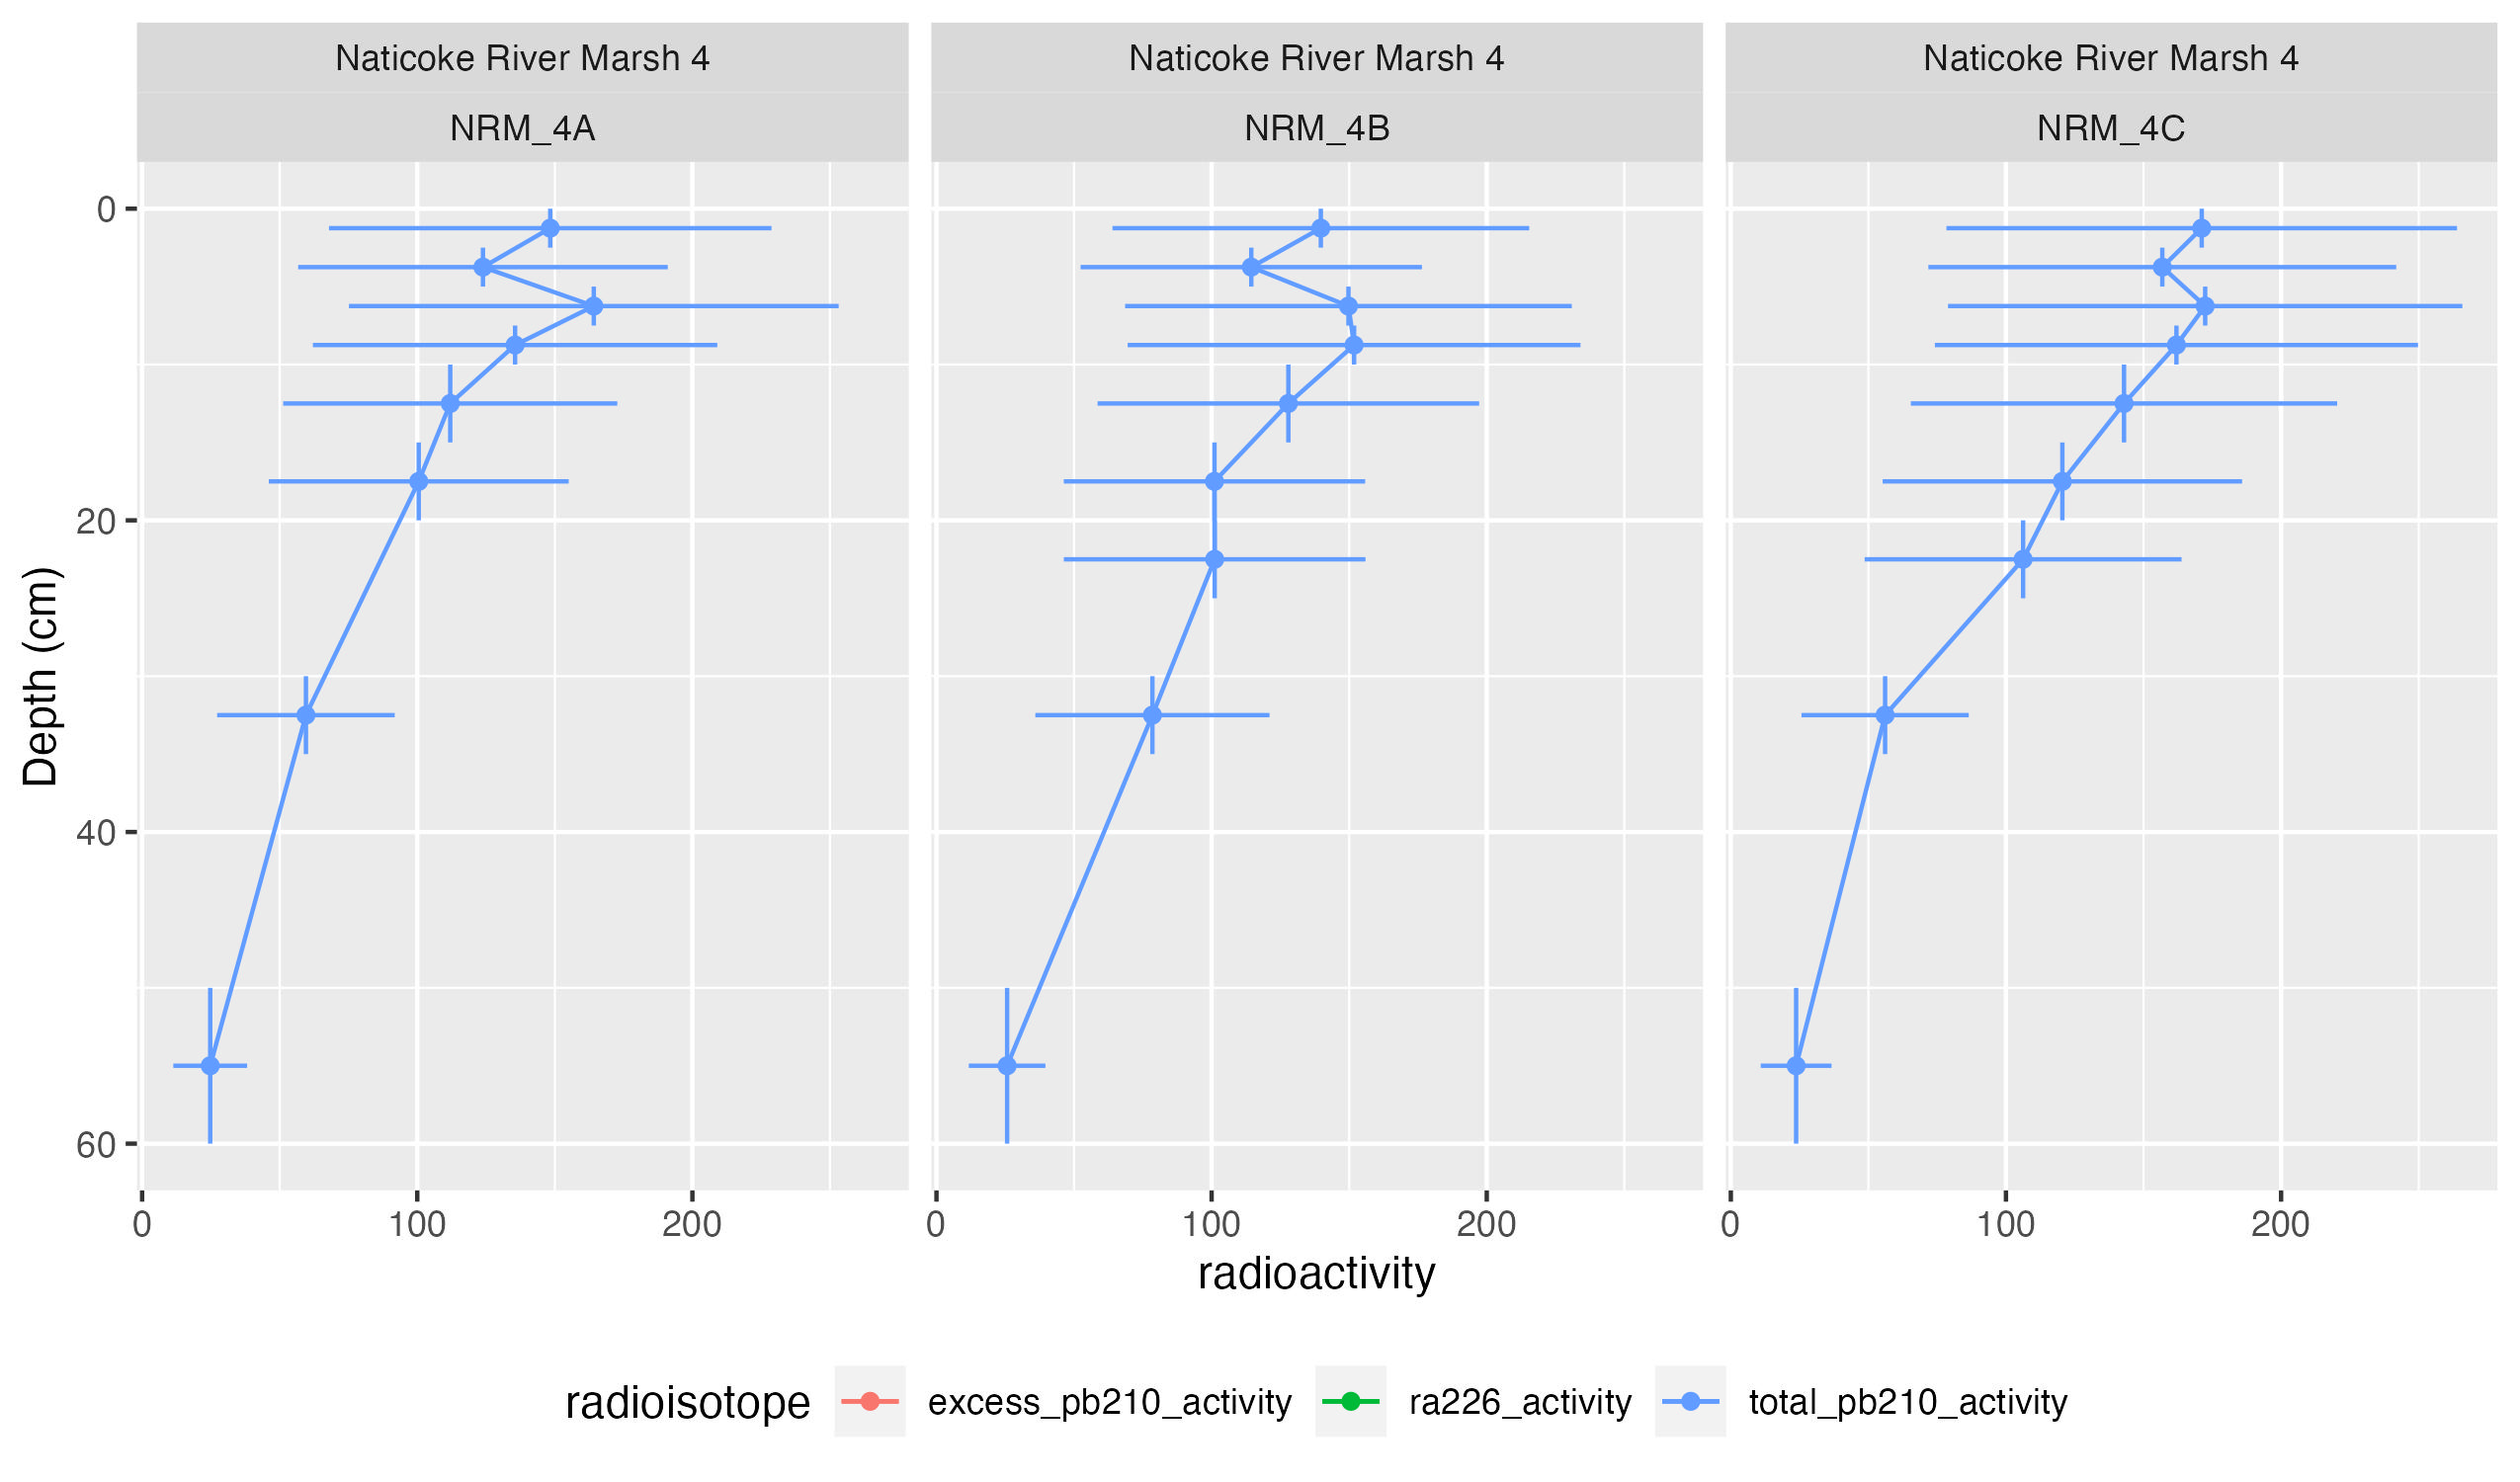 Naticoke River Marsh 4 Naticoke River Marsh 4 Naticoke River Marsh 4
NRM_4A NRM_4B NRM_4C
0
20
40
60
Depth (cm)
0 100 200 0 100 200 0 100 200
radioactivity
radioisotope excess_pb210_activity ra226_activity total_pb210_activity